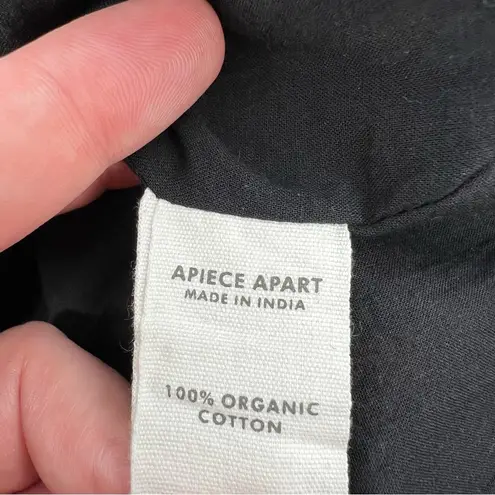 APIECE APART
MADE IN INDIA
100% ORGANIC
COTTON